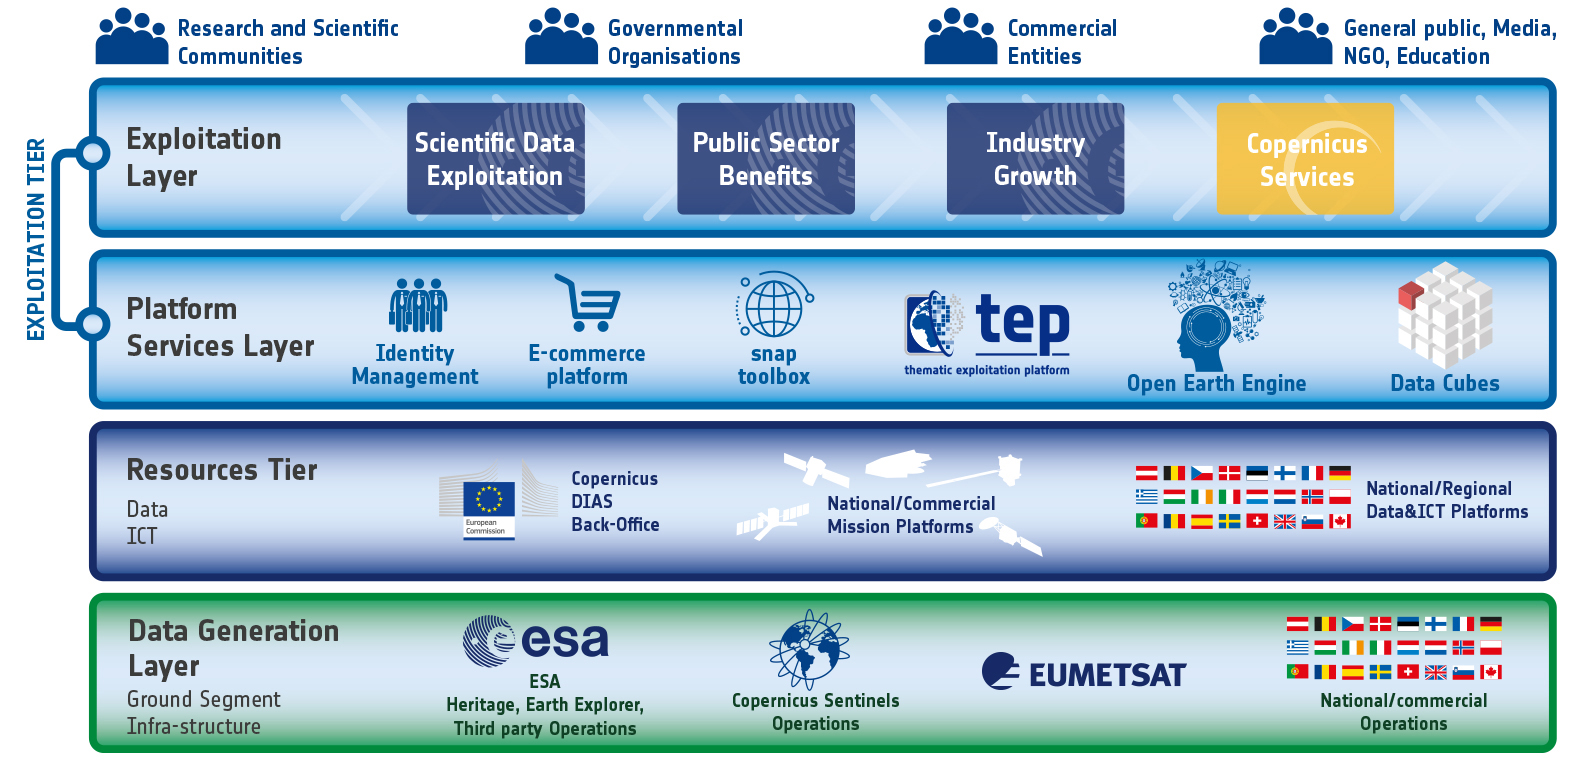 Research and Scientific
Communities
Governmental
Organisations
Commercial
Entities
General public, Media,
NGO, Education
EXPLOITATION TIER
Exploitation
Layer
Scientific Data
Exploitation
Public Sector
Benefits
Industry
Growth
Copernicus
Services
Platform
Services Layer
Identity
Management
E-commerce
platform
snap
toolbox
tep
thematic exploitation platform
Open Earth Engine
Data Cubes
Resources Tier
Data
ICT
European
Commission
Copernicus
DIAS
Back-Office
National/Commercial
Mission Platforms
National/Regional
Data&ICT Platforms
Data Generation
Layer
Ground Segment
Infra-structure
esa
ESA
Heritage, Earth Explorer,
Third party Operations
Copernicus Sentinels
Operations
EUMETSAT
National/commercial
Operations